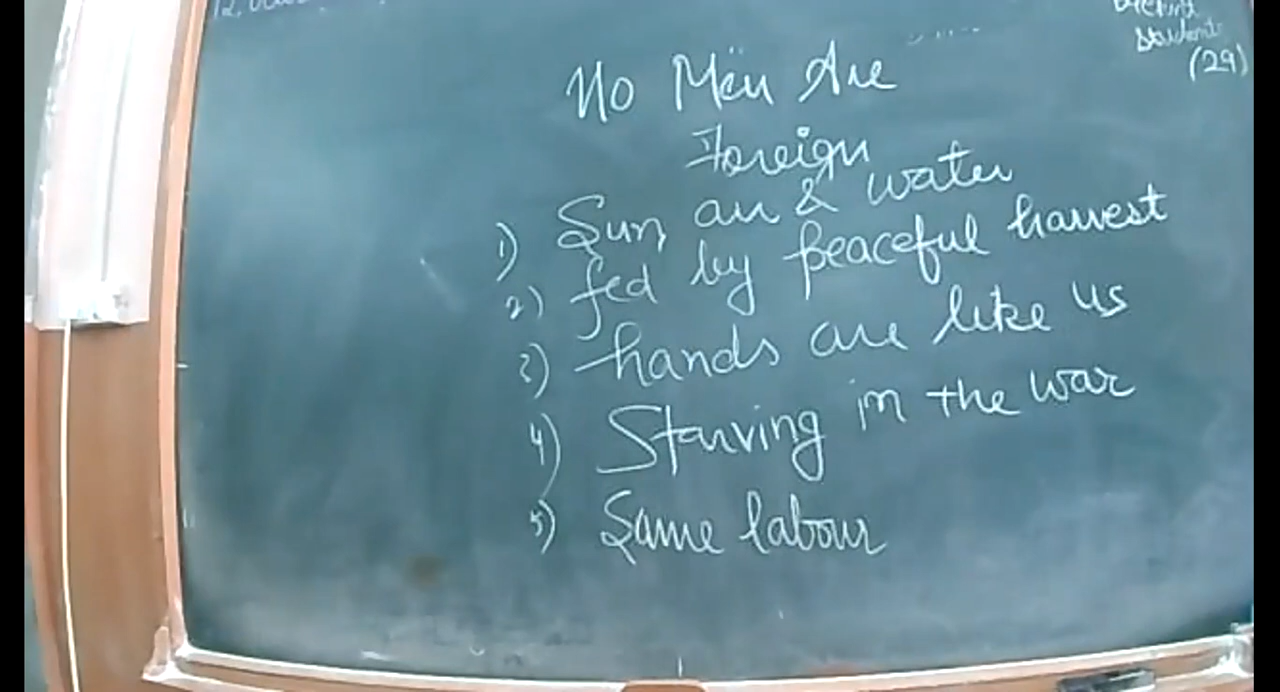 Students
(29)
No Men Are
Foreign
1) Sun, air & water
2) fed by peaceful harvest
3) hands are like us
4) Starving in the war
5) Same labour